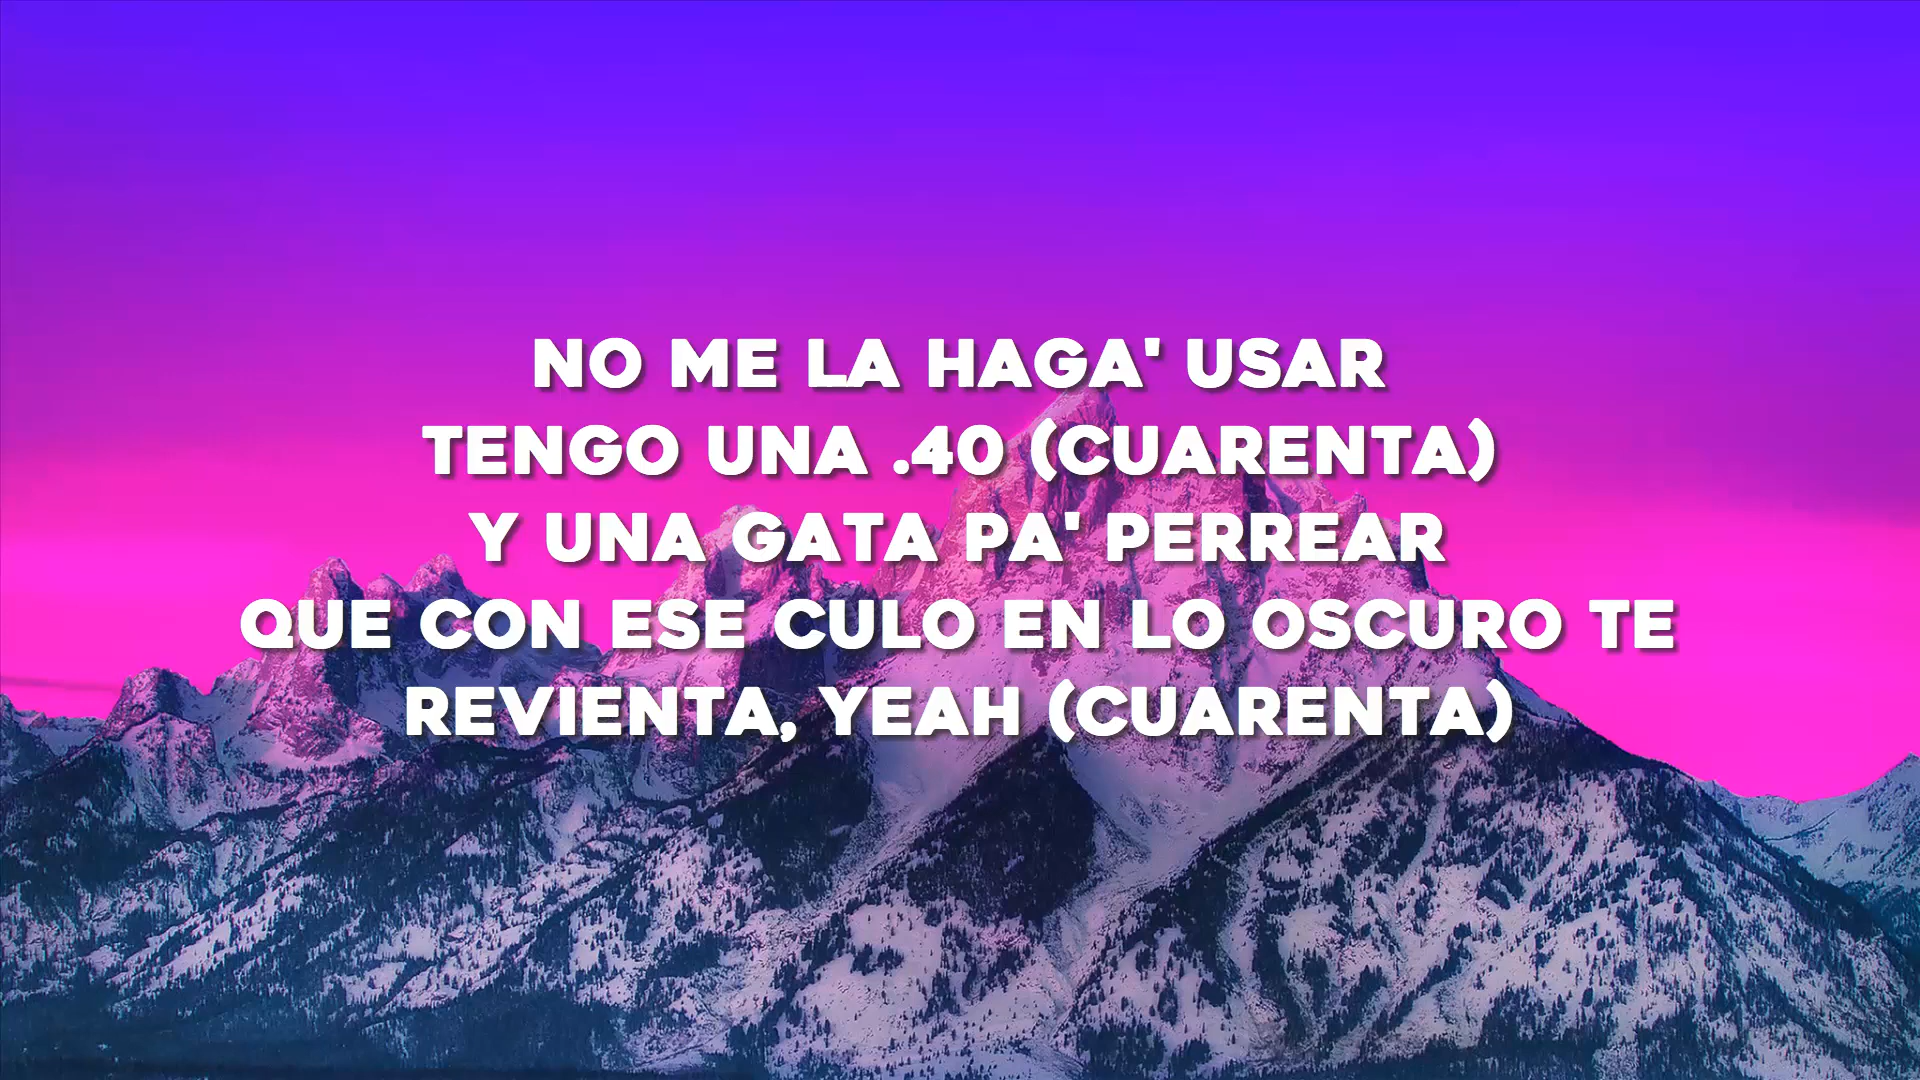 NO ME LA HAGA' USAR
TENGO UNA .40 (CUARENTA)
Y UNA GATA PA' PERREAR
QUE CON ESE CULO EN LO OSCURO TE
REVIENTA, YEAH (CUARENTA)